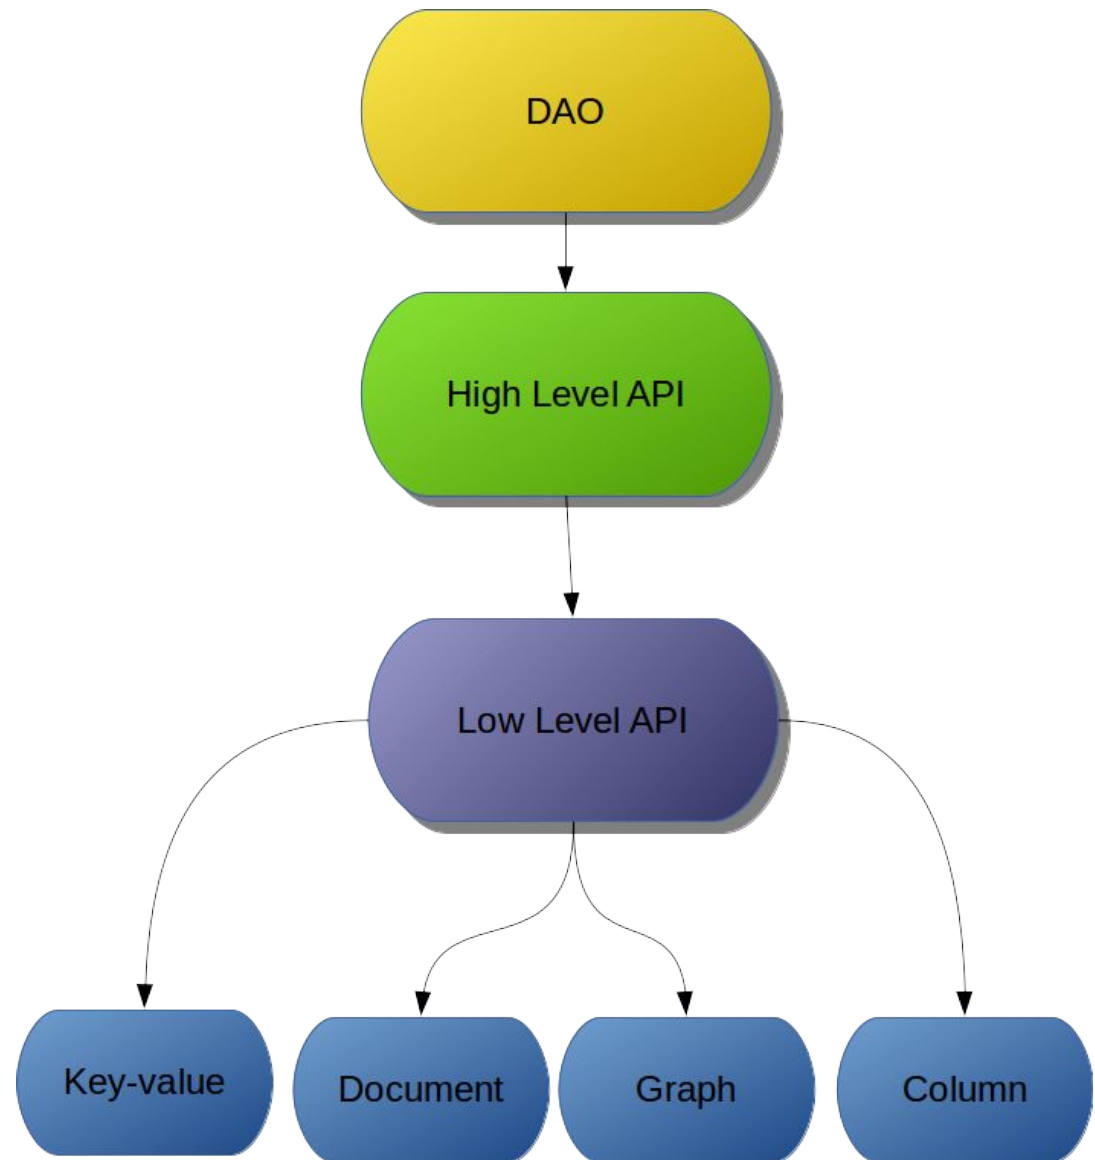 DAO
High Level API
Low Level API
Key-value
Document
Graph
Column